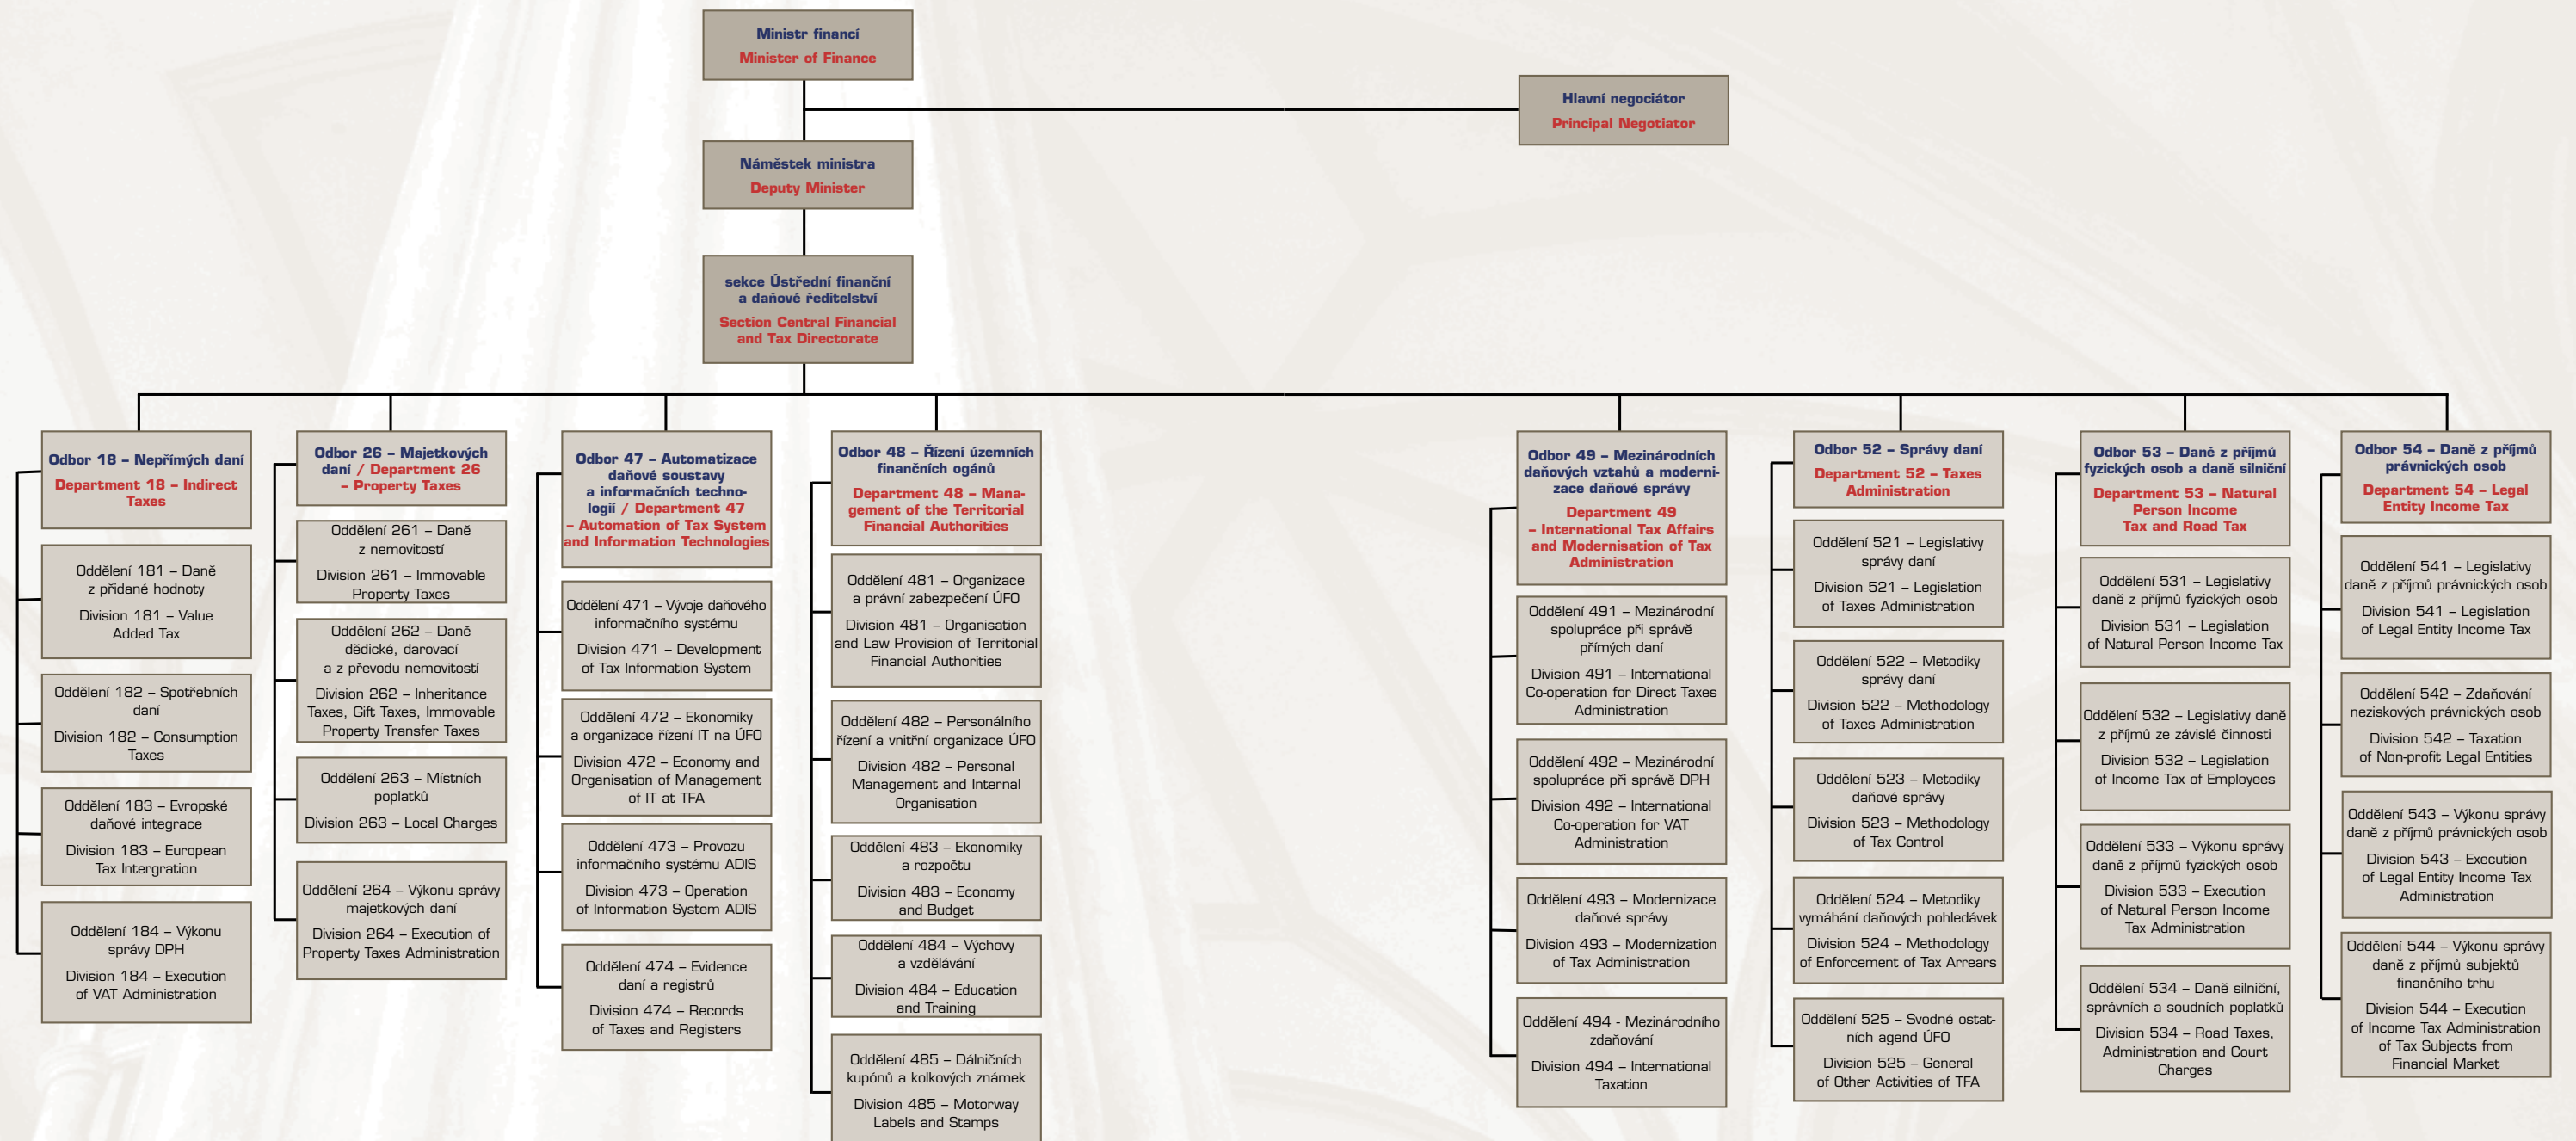 Ministr financí
Minister of Finance
Hlavní negociátor
Principal Negotiator
Náměstek ministra
Deputy Minister
sekce Ústřední finanční
a daňové ředitelství
Section Central Financial
and Tax Directorate
Odbor 18 – Nepřímých daní
Department 18 – Indirect
Taxes
Oddělení 181 – Daně
z přidané hodnoty
Division 181 – Value
Added Tax
Oddělení 182 – Spotřebních
daní
Division 182 – Consumption
Taxes
Oddělení 183 – Evropské
daňové integrace
Division 183 – European
Tax Intergration
Oddělení 184 – Výkonu
správy DPH
Division 184 – Execution
of VAT Administration
Odbor 26 – Majetkových
daní / Department 26
– Property Taxes
Oddělení 261 – Daně
z nemovitostí
Division 261 – Immovable
Property Taxes
Oddělení 262 – Daně
dědické, darovací
a z převodu nemovitostí
Division 262 – Inheritance
Taxes, Gift Taxes, Immovable
Property Transfer Taxes
Oddělení 263 – Místních
poplatků
Division 263 – Local Charges
Oddělení 264 – Výkonu správy
majetkových daní
Division 264 – Execution of
Property Taxes Administration
Odbor 47 – Automatizace
daňové soustavy
a informačních techno-
logií / Department 47
– Automation of Tax System
and Information Technologies
Oddělení 471 – Vývoje daňového
informačního systému
Division 471 – Development
of Tax Information System
Oddělení 472 – Ekonomiky
a organizace řízení IT na ÚFO
Division 472 – Economy and
Organisation of Management
of IT at TFA
Oddělení 473 – Provozu
informačního systému ADIS
Division 473 – Operation
of Information System ADIS
Oddělení 474 – Evidence
daní a registrů
Division 474 – Records
of Taxes and Registers
Odbor 48 – Řízení územních
finančních ogánů
Department 48 – Mana-
gement of the Territorial
Financial Authorities
Oddělení 481 – Organizace
a právní zabezpečení ÚFO
Division 481 – Organisation
and Law Provision of Territorial
Financial Authorities
Oddělení 482 – Personálního
řízení a vnitřní organizace ÚFO
Division 482 – Personal
Management and Internal
Organisation
Oddělení 483 – Ekonomiky
a rozpočtu
Division 483 – Economy
and Budget
Oddělení 484 – Výchovy
a vzdělávání
Division 484 – Education
and Training
Oddělení 485 – Dálničních
kupónů a kolkových známek
Division 485 – Motorway
Labels and Stamps
Odbor 49 – Mezinárodních
daňových vztahů a moderni-
zace daňové správy
Department 49
– International Tax Affairs
and Modernisation of Tax
Administration
Oddělení 491 – Mezinárodní
spolupráce při správě
přímých daní
Division 491 – International
Co-operation for Direct Taxes
Administration
Oddělení 492 – Mezinárodní
spolupráce při správě DPH
Division 492 – International
Co-operation for VAT
Administration
Oddělení 493 – Modernizace
daňové správy
Division 493 – Modernization
of Tax Administration
Oddělení 494 - Mezinárodního
zdaňování
Division 494 – International
Taxation
Odbor 52 – Správy daní
Department 52 – Taxes
Administration
Oddělení 521 – Legislativy
správy daní
Division 521 – Legislation
of Taxes Administration
Oddělení 522 – Metodiky
správy daní
Division 522 – Methodology
of Taxes Administration
Oddělení 523 – Metodiky
daňové správy
Division 523 – Methodology
of Tax Control
Oddělení 524 – Metodiky
vymáhání daňových pohledávek
Division 524 – Methodology
of Enforcement of Tax Arrears
Oddělení 525 – Svodné ostat-
ních agend ÚFO
Division 525 – General
of Other Activities of TFA
Odbor 53 – Daně z příjmů
fyzických osob a daně silniční
Department 53 – Natural
Person Income
Tax and Road Tax
Oddělení 531 – Legislativy
daně z příjmů fyzických osob
Division 531 – Legislation
of Natural Person Income Tax
Oddělení 532 – Legislativy daně
z příjmů ze závislé činnosti
Division 532 – Legislation
of Income Tax of Employees
Oddělení 533 – Výkonu správy
daně z příjmů fyzických osob
Division 533 – Execution
of Natural Person Income
Tax Administration
Oddělení 534 – Daně silniční,
správních a soudních poplatků
Division 534 – Road Taxes,
Administration and Court
Charges
Odbor 54 – Daně z příjmů
právnických osob
Department 54 – Legal
Entity Income Tax
Oddělení 541 – Legislativy
daně z příjmů právnických osob
Division 541 – Legislation
of Legal Entity Income Tax
Oddělení 542 – Zdaňování
neziskových právnických osob
Division 542 – Taxation
of Non-profit Legal Entities
Oddělení 543 – Výkonu správy
daně z příjmů právnických osob
Division 543 – Execution
of Legal Entity Income Tax
Administration
Oddělení 544 – Výkonu správy
daně z příjmů subjektů
finančního trhu
Division 544 – Execution
of Income Tax Administration
of Tax Subjects from
Financial Market